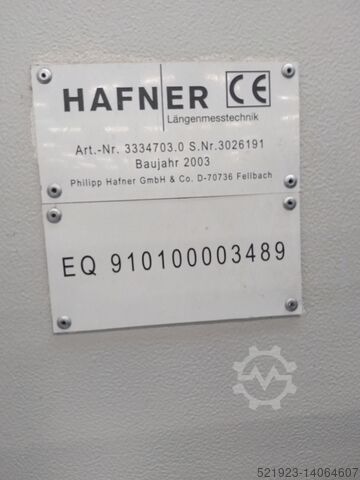 HAFNER CE
Längenmesstechnik
Art.-Nr. 3334703.0 S.Nr.3026191
Baujahr 2003
Philipp Hafner GmbH & Co. D-70736 Fellbach
EQ 910100003489
521923-14064607